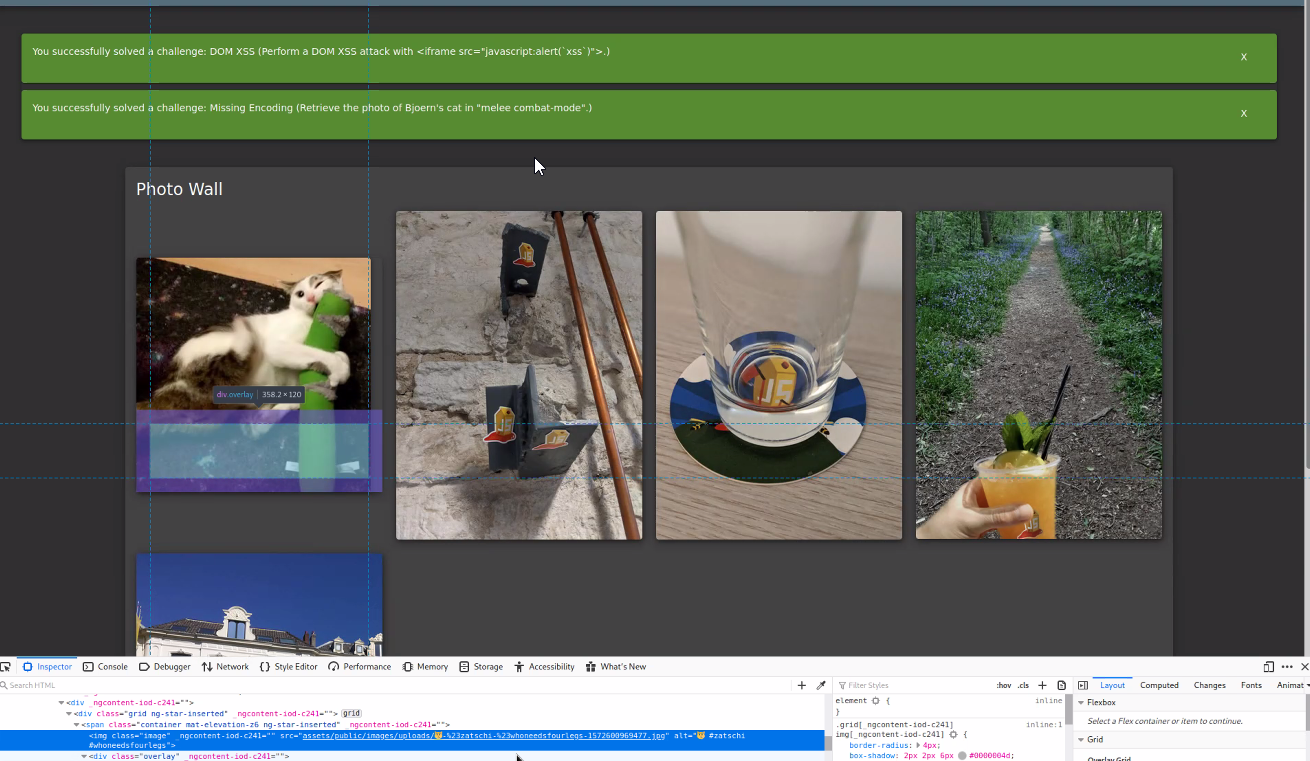 You successfully solved a challenge: DOM XSS (Perform a DOM XSS attack with <iframe src="javascript:alert(`xss`)">.)
X
You successfully solved a challenge: Missing Encoding (Retrieve the photo of Bjoern's cat in "melee combat-mode".)
X
Photo Wall
div.overlay 358.2×120
Inspector Console Debugger Network Style Editor Performance Memory Storage Accessibility What's New
Search HTML
<div _ngcontent-iod-c241="">
<div class="grid ng-star-inserted" _ngcontent-iod-c241=""> grid
<span class="container mat-elevation-z6 ng-star-inserted" _ngcontent-iod-c241="">
<img class="image" _ngcontent-iod-c241="" src="assets/public/images/uploads/😼-%23zatschi-%23whoneedsfourlegs-1572600969477.jpg" alt="😼 #zatschi
#whoneedsfourlegs">
<div class="overlay" _ngcontent-iod-c241="">
Filter Styles :hov .cls
element { inline
}
.grid[_ngcontent-iod-c241] inline:1
img[_ngcontent-iod-c241] {
border-radius: 4px;
box-shadow: 2px 2px 6px #0000004d;
Layout Computed Changes Fonts Animat
Flexbox
Select a Flex container or item to continue.
Grid
Overlay Grid